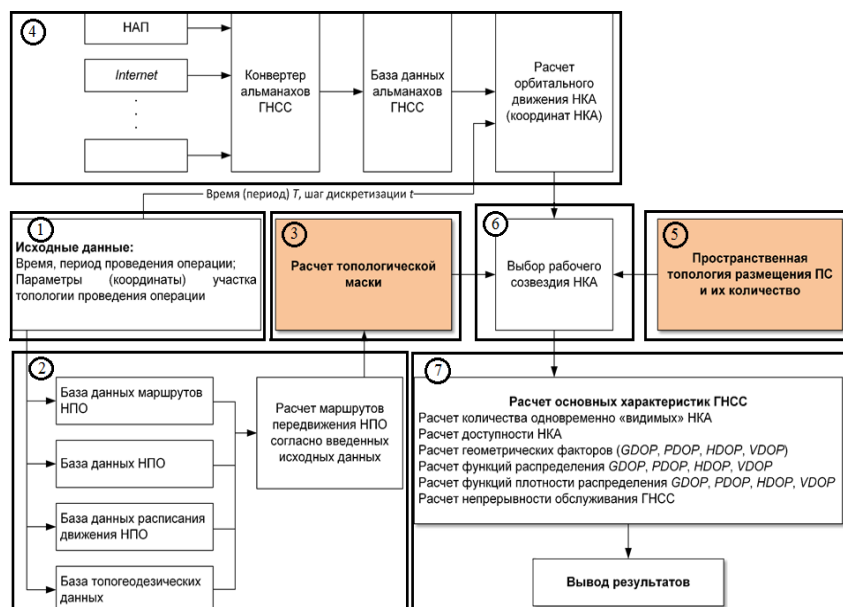 4
НАП
Internet
.
.
.
Конвертер
альманахов
ГНСС
База данных
альманахов
ГНСС
Расчет
орбитального
движения НКА
(координат НКА)
Время (период) T, шаг дискретизации t
1
Исходные данные:
Время, период проведения операции;
Параметры (координаты) участка
топологии проведения операции
3
Расчет топологической
маски
6
Выбор рабочего
созвездия НКА
5
Пространственная
топология размещения ПС
и их количество
2
База данных маршрутов
НПО
База данных НПО
База данных расписания
движения НПО
База топогеодезических
данных
Расчет маршрутов
передвижения НПО
согласно введенных
исходных данных
7
Расчет основных характеристик ГНСС
Расчет количества одновременно «видимых» НКА
Расчет доступности НКА
Расчет геометрических факторов (GDOP, PDOP, HDOP, VDOP)
Расчет функций распределения GDOP, PDOP, HDOP, VDOP
Расчет функций плотности распределения GDOP, PDOP, HDOP, VDOP
Расчет непрерывности обслуживания ГНСС
Вывод результатов